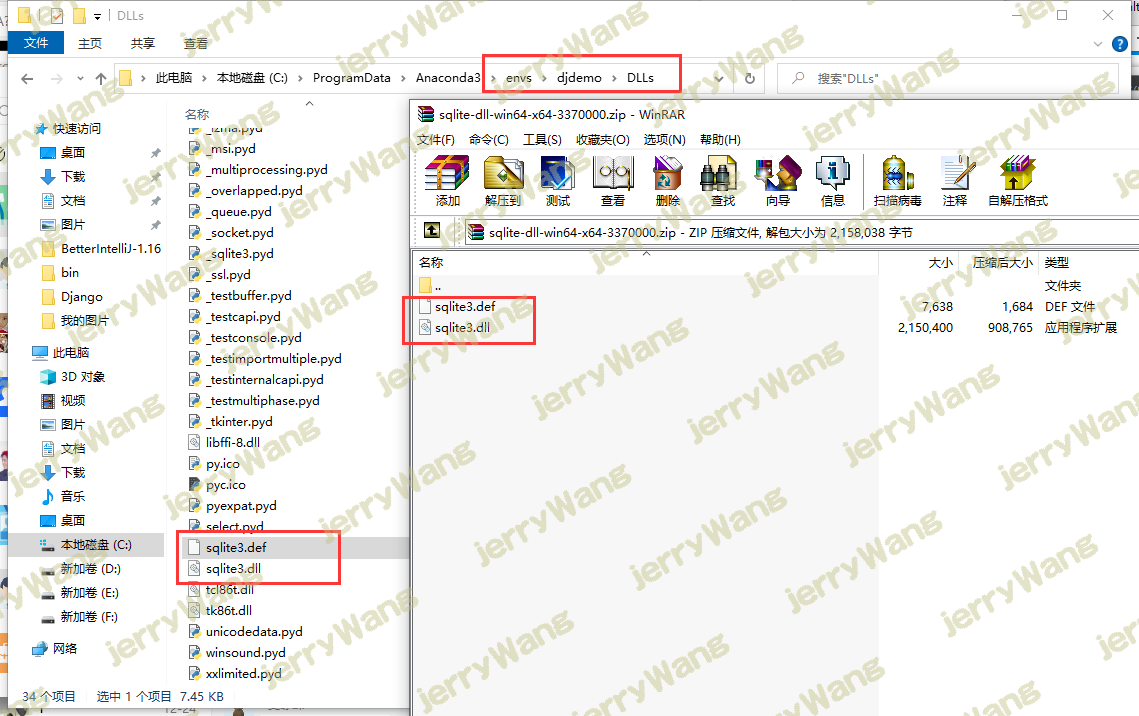 DLLs
文件 主页 共享 查看
此电脑 本地磁盘 (C:) ProgramData Anaconda3 envs djdemo DLLs
搜索"DLLs"
快速访问
桌面
下载
文档
图片
BetterIntelliJ-1.16
bin
Django
我的图片
此电脑
3D 对象
视频
图片
文档
下载
音乐
桌面
本地磁盘 (C:)
新加卷 (D:)
新加卷 (E:)
新加卷 (F:)
网络
名称
_lzma.pyd
_msi.pyd
_multiprocessing.pyd
_overlapped.pyd
_queue.pyd
_socket.pyd
_sqlite3.pyd
_ssl.pyd
_testbuffer.pyd
_testcapi.pyd
_testconsole.pyd
_testimportmultiple.pyd
_testinternalcapi.pyd
_testmultiphase.pyd
_tkinter.pyd
libffi-8.dll
py.ico
pyc.ico
pyexpat.pyd
select.pyd
sqlite3.def
sqlite3.dll
tcl86t.dll
tk86t.dll
unicodedata.pyd
winsound.pyd
xxlimited.pyd
34 个项目 选中 1 个项目 7.45 KB
12-24
sqlite-dll-win64-x64-3370000.zip - WinRAR
文件(F) 命令(C) 工具(S) 收藏夹(O) 选项(N) 帮助(H)
添加 解压到 测试 查看 删除 查找 向导 信息 扫描病毒 注释 自解压格式
sqlite-dll-win64-x64-3370000.zip - ZIP 压缩文件, 解包大小为 2,158,038 字节
名称 大小 压缩后大小 类型
.. 文件夹
sqlite3.def 7,638 1,684 DEF 文件
sqlite3.dll 2,150,400 908,765 应用程序扩展
jerryWang